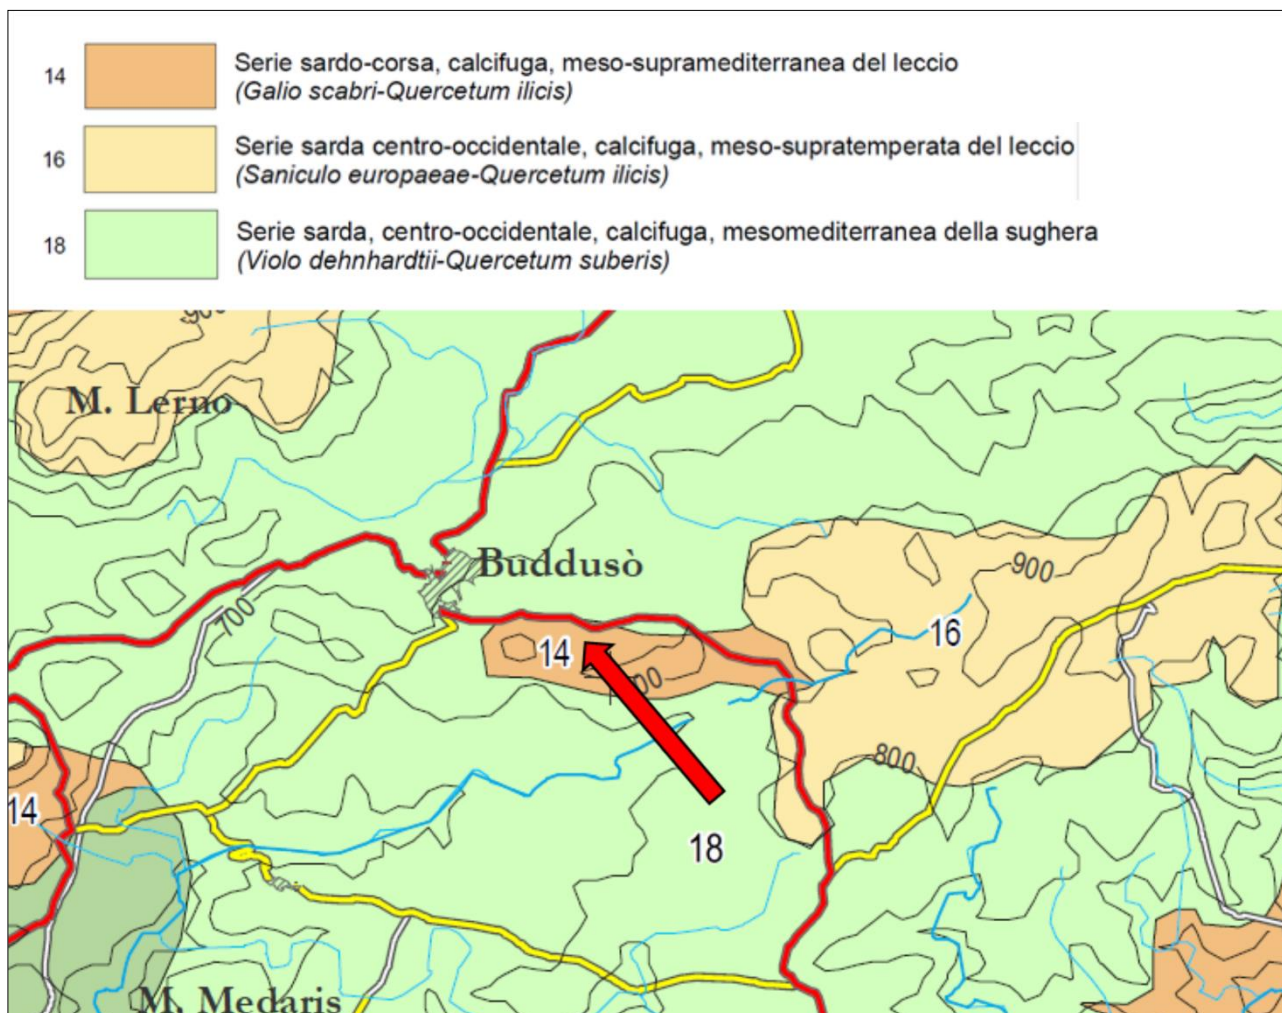 14 Serie sardo-corsa, calcifuga, meso-supramediterranea del leccio
(Galio scabri-Quercetum ilicis)
16 Serie sarda centro-occidentale, calcifuga, meso-supratemperata del leccio
(Saniculo europaeae-Quercetum ilicis)
18 Serie sarda, centro-occidentale, calcifuga, mesomediterranea della sughera
(Violo dehnhardtii-Quercetum suberis)
M. Lerno
Buddusò
900
700
16
14
800
14
18
M. Medaris